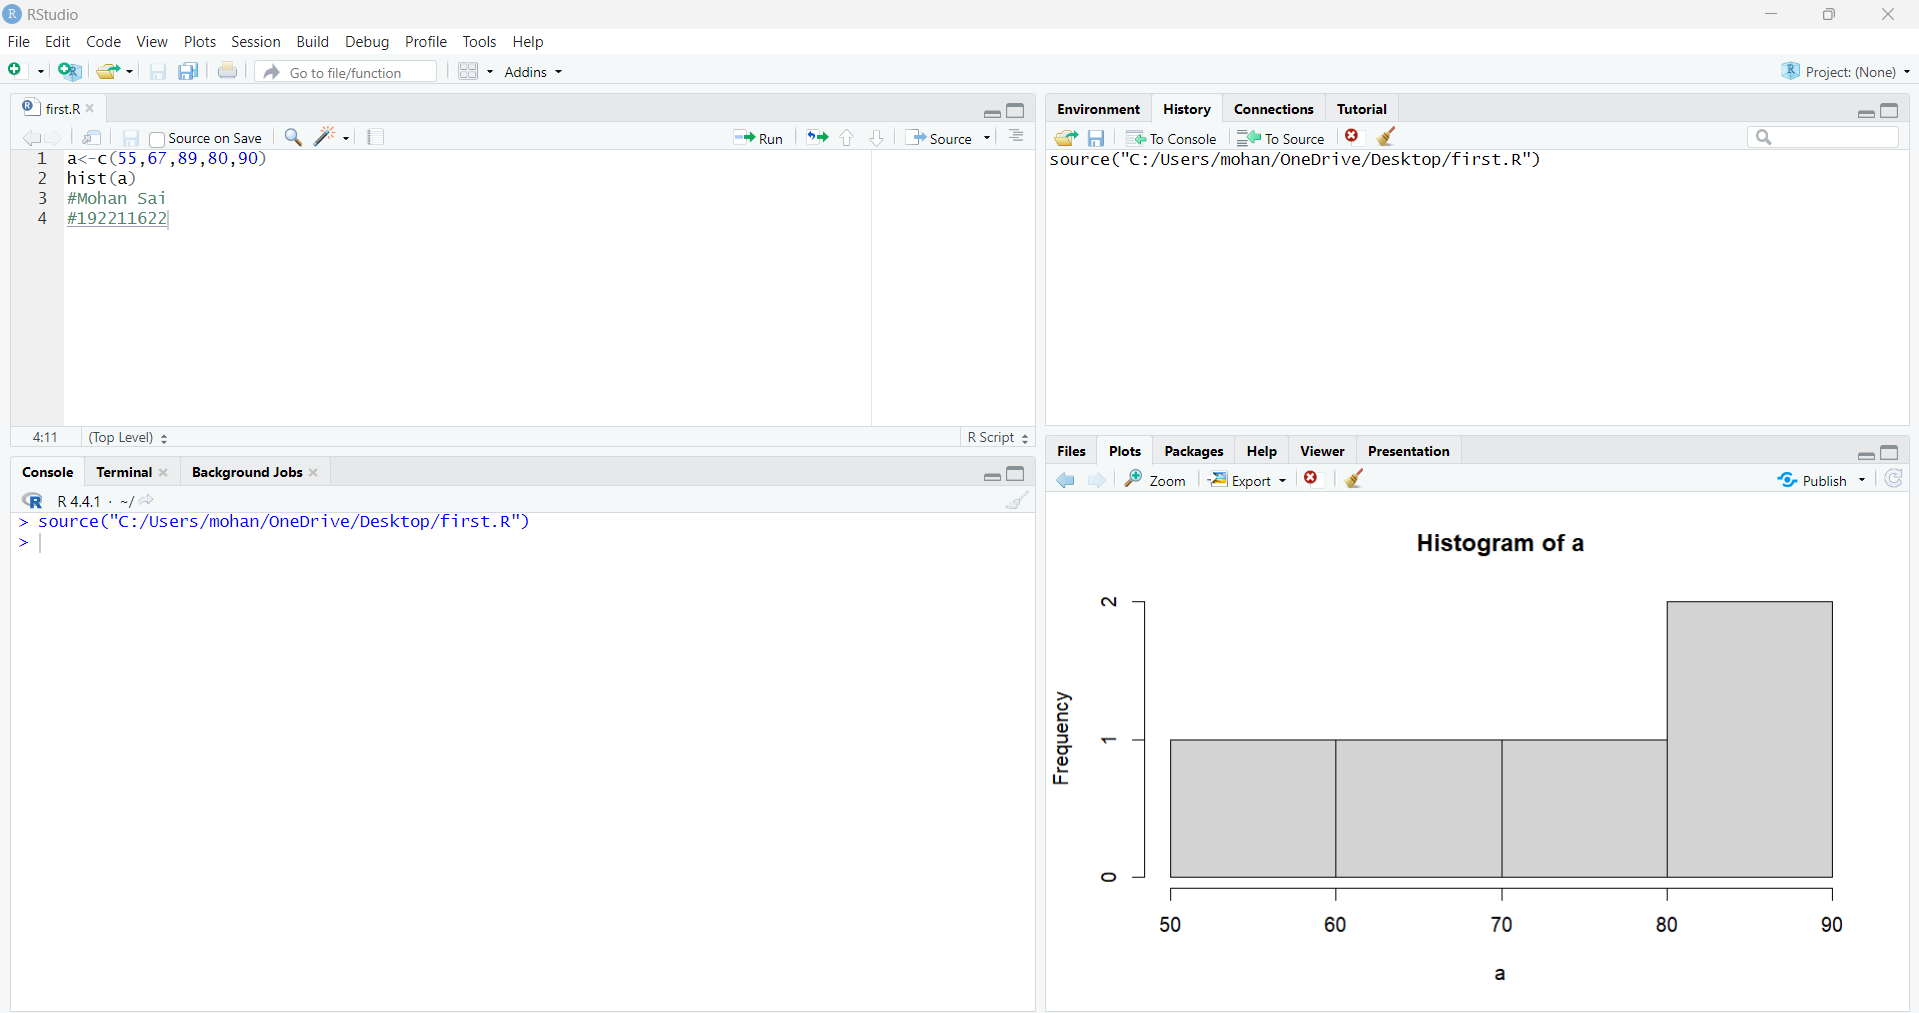 RStudio
File Edit Code View Plots Session Build Debug Profile Tools Help
Go to file/function Addins Project: (None)
first.R
Source on Save Run Source
1 a<-c(55,67,89,80,90)
2 hist(a)
3 #Mohan Sai
4 #192211622
4:11 (Top Level) R Script
Console Terminal Background Jobs
R 4.4.1 · ~/
> source("C:/Users/mohan/OneDrive/Desktop/first.R")
>
Environment History Connections Tutorial
To Console To Source
source("C:/Users/mohan/OneDrive/Desktop/first.R")
Files Plots Packages Help Viewer Presentation
Zoom Export Publish
Histogram of a
Frequency
2
1
0
50 60 70 80 90
a